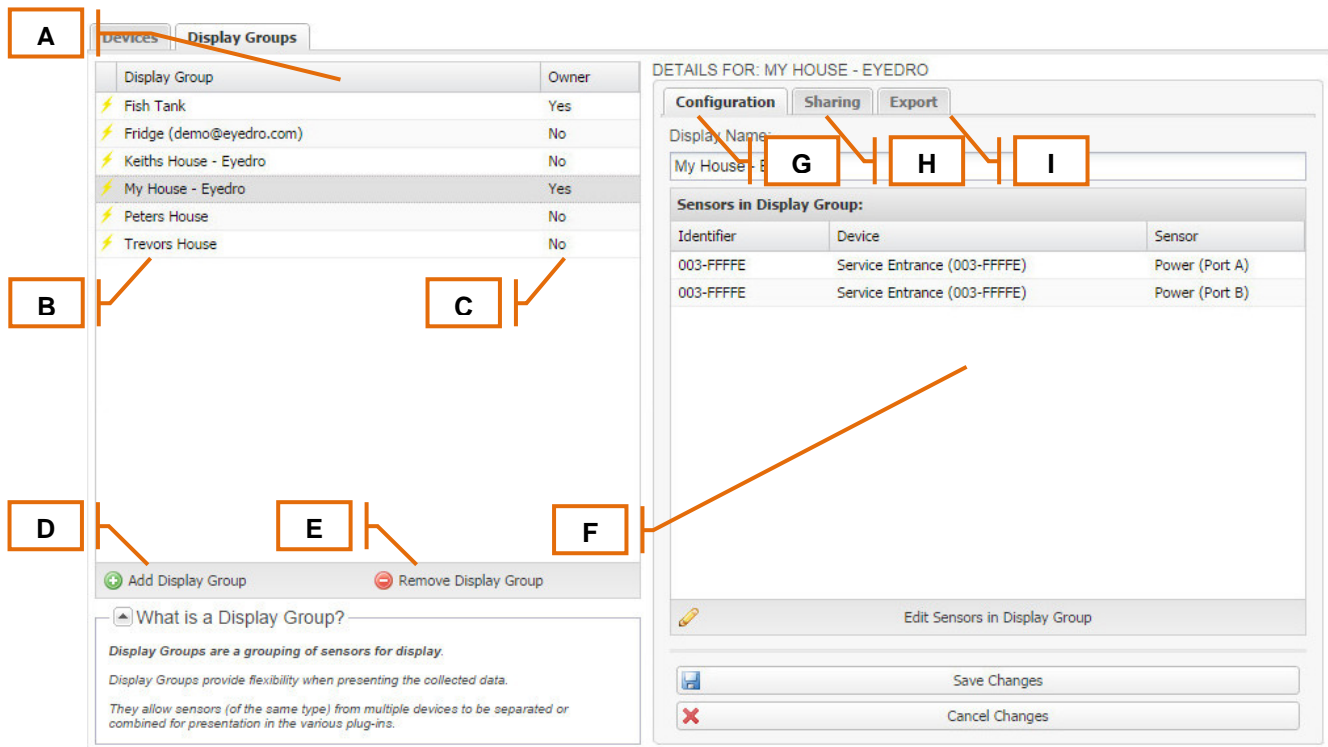 A
Devices Display Groups
Display Group Owner
Fish Tank Yes
Fridge (demo@eyedro.com) No
Keiths House - Eyedro No
My House - Eyedro Yes
Peters House No
Trevors House No
B
C
D
E
Add Display Group Remove Display Group
What is a Display Group?
Display Groups are a grouping of sensors for display.
Display Groups provide flexibility when presenting the collected data.
They allow sensors (of the same type) from multiple devices to be separated or
combined for presentation in the various plug-ins.
DETAILS FOR: MY HOUSE - EYEDRO
Configuration Sharing Export
Display Name:
G H I
My House - E
Sensors in Display Group:
Identifier Device Sensor
003-FFFFE Service Entrance (003-FFFFE) Power (Port A)
003-FFFFE Service Entrance (003-FFFFE) Power (Port B)
F
Edit Sensors in Display Group
Save Changes
Cancel Changes